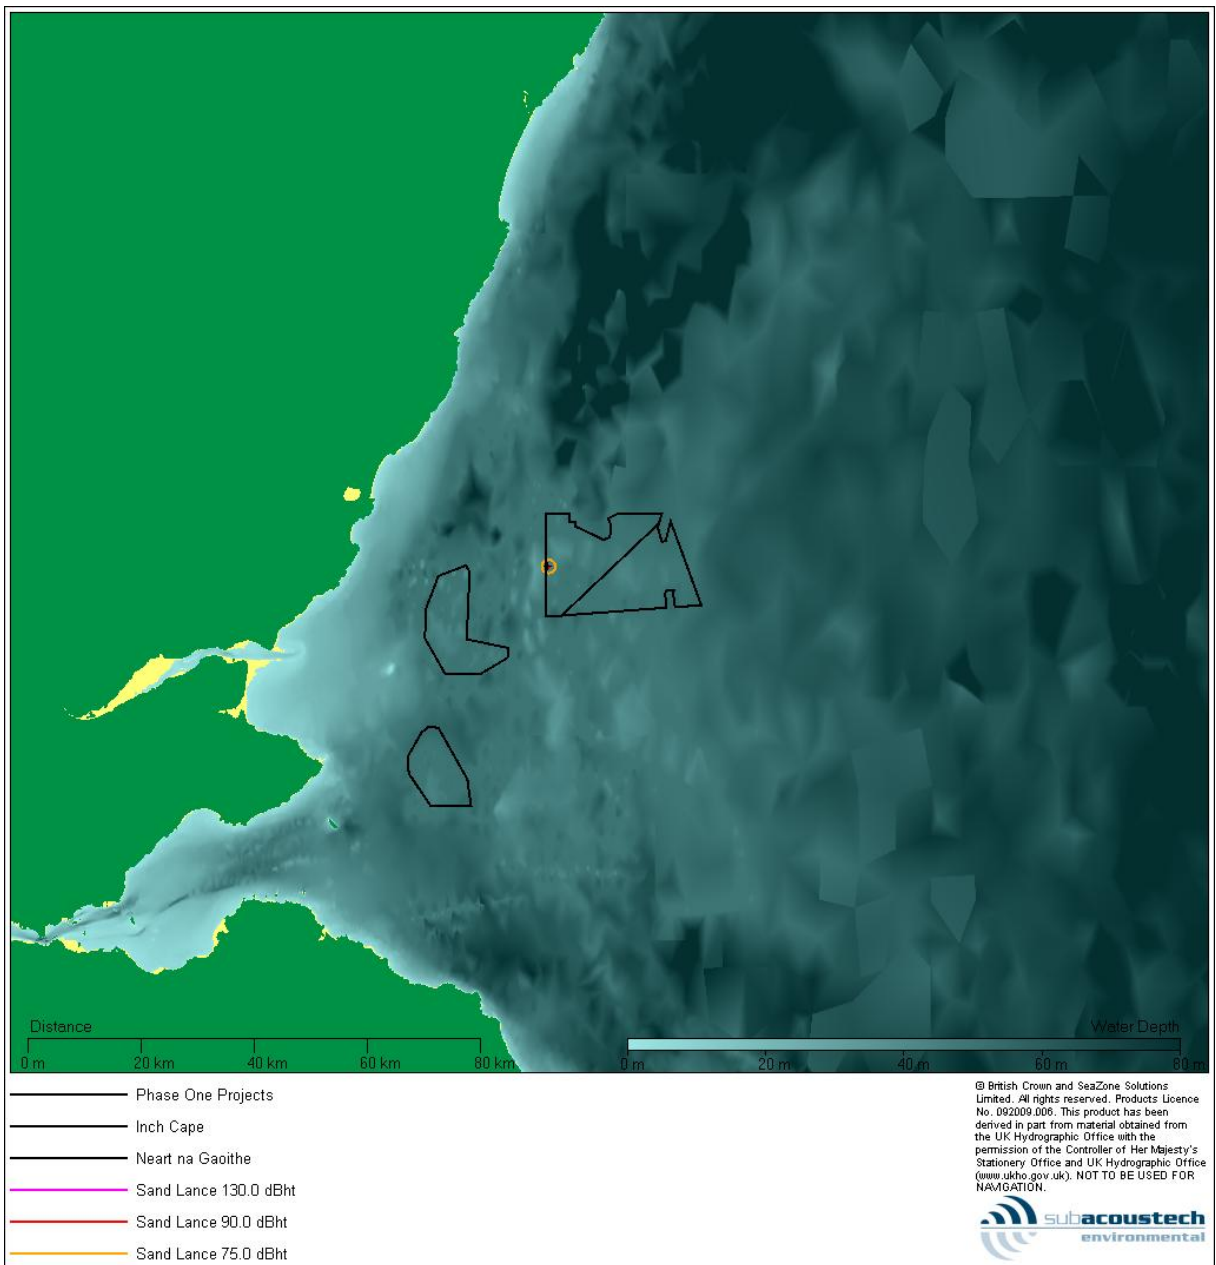 Distance
0 m 20 km 40 km 60 km 80 km
Water Depth
0 m 20 m 40 m 60 m 80 m
Phase One Projects
Inch Cape
Neart na Gaoithe
Sand Lance 130.0 dBht
Sand Lance 90.0 dBht
Sand Lance 75.0 dBht
© British Crown and SeaZone Solutions
Limited. All rights reserved. Products Licence
No. 092009.006. This product has been
derived in part from material obtained from
the UK Hydrographic Office with the
permission of the Controller of Her Majesty's
Stationery Office and UK Hydrographic Office
(www.ukho.gov.uk). NOT TO BE USED FOR
NAVIGATION.
subacoustech
environmental